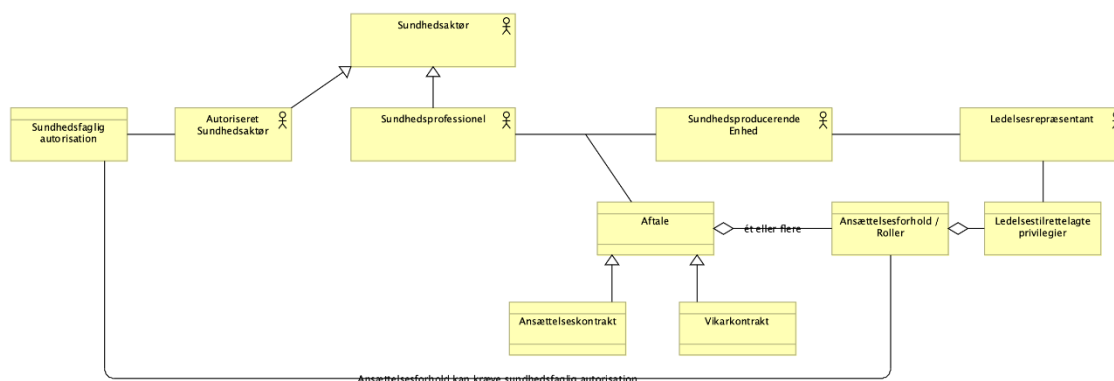 Sundhedsaktør
Sundhedsfaglig
autorisation
Autoriseret
Sundhedsaktør
Sundhedsprofessionel
Sundhedsproducerende
Enhed
Ledelsesrepræsentant
Aftale
ét eller flere
Ansættelsesforhold /
Roller
Ledelsestilrettelagte
privilegier
Ansættelseskontrakt
Vikarkontrakt
Ansættelsesforhold kan kræve sundhedsfaglig autorisation